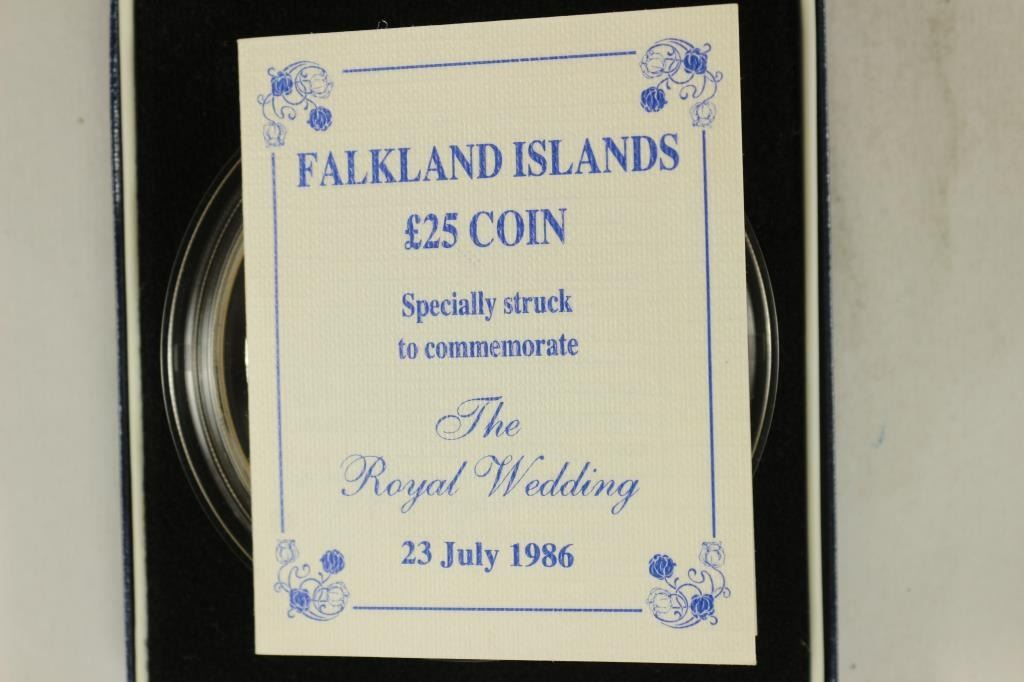 FALKLAND ISLANDS
£25 COIN
Specially struck
to commemorate
The
Royal Wedding
23 July 1986